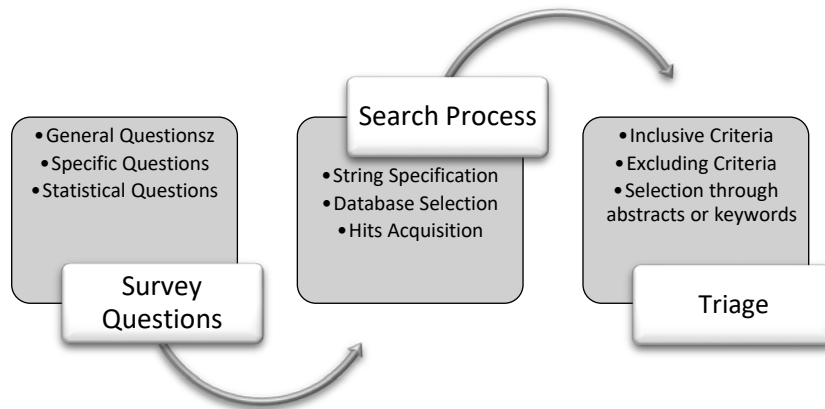 •General Questionsz
•Specific Questions
•Statistical Questions
Survey
Questions
Search Process
•String Specification
•Database Selection
•Hits Acquisition
•Inclusive Criteria
•Excluding Criteria
•Selection through
abstracts or keywords
Triage